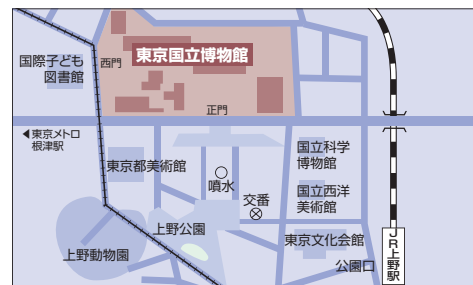 東京国立博物館
国際子ども
図書館
西門
正門
東京メトロ
根津駅
東京都美術館
噴水
交番
国立科学
博物館
国立西洋
美術館
上野公園
上野動物園
東京文化会館
公園口
JR上野駅